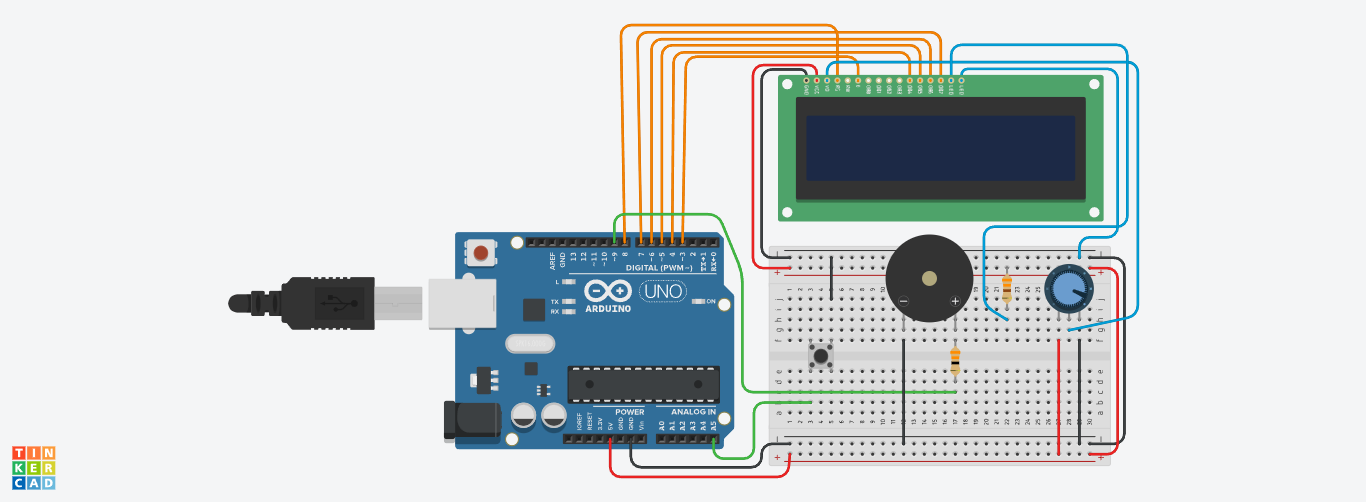 GND VCC V0 RS RW E DB0 DB1 DB2 DB3 DB4 DB5 DB6 DB7 LED LED
AREF GND 13 12 ~11 ~10 ~9 8 7 ~6 ~5 4 ~3 2 TX→1 RX←0
DIGITAL (PWM~)
L
TX
RX
UNO
ON
ARDUINO
POWER
ANALOG IN
IOREF RESET 3.3V 5V GND GND Vin A0 A1 A2 A3 A4 A5
TIN
KER
CAD